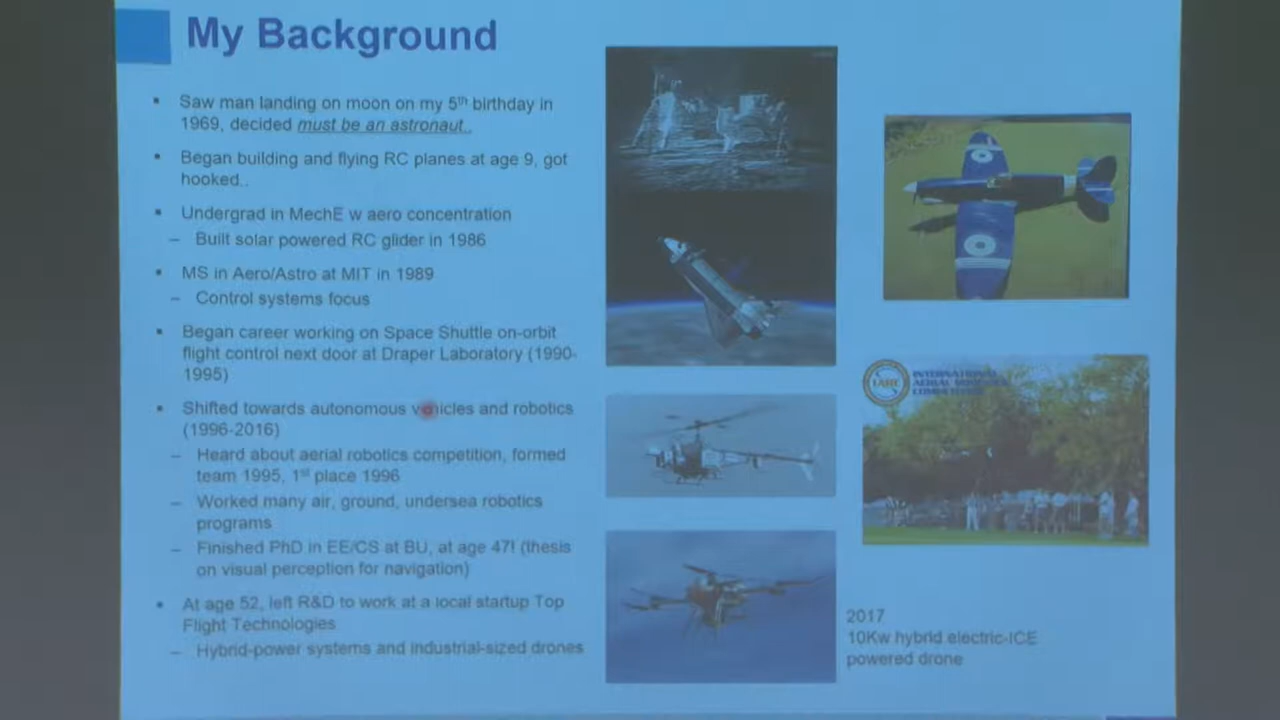 My Background
▪ Saw man landing on moon on my 5th birthday in
1969, decided must be an astronaut..
▪ Began building and flying RC planes at age 9, got
hooked..
▪ Undergrad in MechE w aero concentration
– Built solar powered RC glider in 1986
▪ MS in Aero/Astro at MIT in 1989
– Control systems focus
▪ Began career working on Space Shuttle on-orbit
flight control next door at Draper Laboratory (1990-
1995)
▪ Shifted towards autonomous vehicles and robotics
(1996-2016)
– Heard about aerial robotics competition, formed
team 1995, 1st place 1996
– Worked many air, ground, undersea robotics
programs
– Finished PhD in EE/CS at BU, at age 47! (thesis
on visual perception for navigation)
▪ At age 52, left R&D to work at a local startup Top
Flight Technologies
– Hybrid-power systems and industrial-sized drones
IARC
INTERNATIONAL
AERIAL ROBOTICS
COMPETITION
2017
10Kw hybrid electric-ICE
powered drone